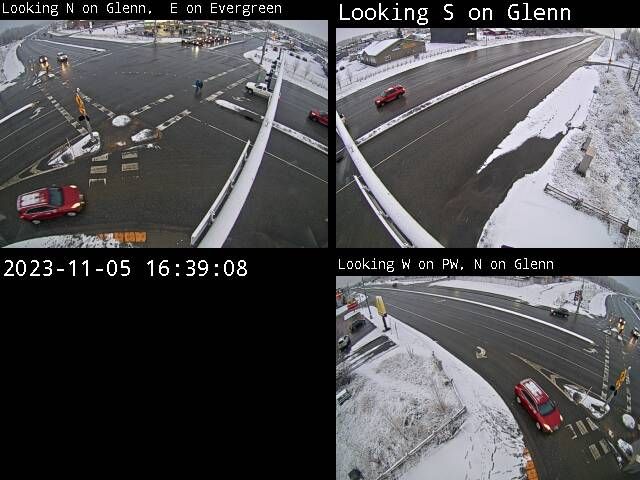 Looking N on Glenn, E on Evergreen
Looking S on Glenn
2023-11-05 16:39:08
Looking W on PW, N on Glenn